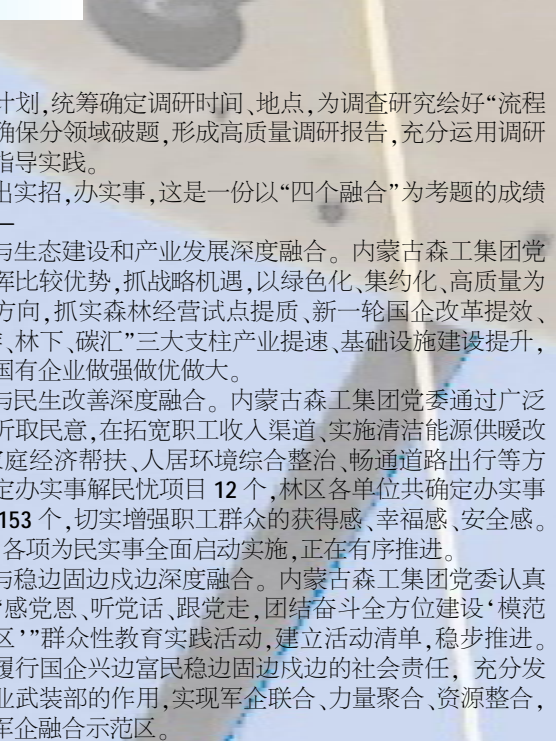 计划,统筹确定调研时间、地点,为调查研究绘好“流程
确保分领域破题,形成高质量调研报告,充分运用调研
指导实践。
出实招,办实事,这是一份以“四个融合”为考题的成绩
—
与生态建设和产业发展深度融合。内蒙古森工集团党
挥比较优势,抓战略机遇,以绿色化、集约化、高质量为
方向,抓实森林经营试点提质、新一轮国企改革提效、
、林下、碳汇”三大支柱产业提速、基础设施建设提升,
国有企业做强做优做大。
与民生改善深度融合。内蒙古森工集团党委通过广泛
听取民意,在拓宽职工收入渠道、实施清洁能源供暖改
庭经济帮扶、人居环境综合整治、畅通道路出行等方
定办实事解民忧项目 12 个,林区各单位共确定办实事
153 个,切实增强职工群众的获得感、幸福感、安全感。
各项为民实事全面启动实施,正在有序推进。
与稳边固边戍边深度融合。内蒙古森工集团党委认真
“感党恩、听党话、跟党走,团结奋斗全方位建设‘模范
区’”群众性教育实践活动,建立活动清单,稳步推进。
履行国企兴边富民稳边固边戍边的社会责任,充分发
业武装部的作用,实现军企联合、力量聚合、资源整合,
军企融合示范区。